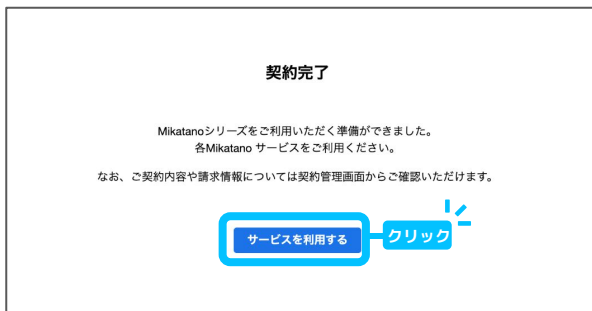 契約完了
Mikatanoシリーズをご利用いただく準備ができました。
各Mikatano サービスをご利用ください。
なお、ご契約内容や請求情報については契約管理画面からご確認いただけます。
サービスを利用する
クリック